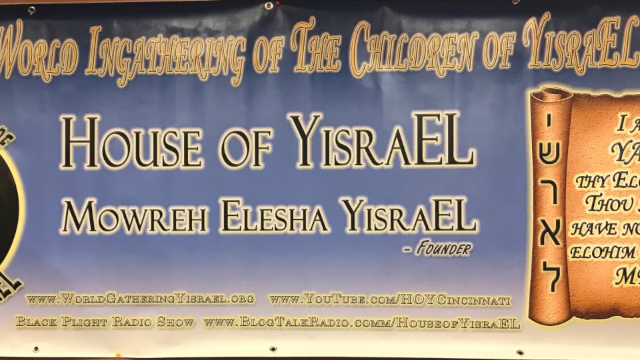 World Ingathering of The Children of YisraEL
House of YisraEL
Mowreh Elesha YisraEL
- Founder
www.WorldGatheringYisrael.org www.YouTube.com/HOYCincinnati
Black Plight Radio Show www.BlogTalkRadio.comm/HouseofYisraEL
ישראל
I A
YA
thy El
Thou
have no
Elohim
M